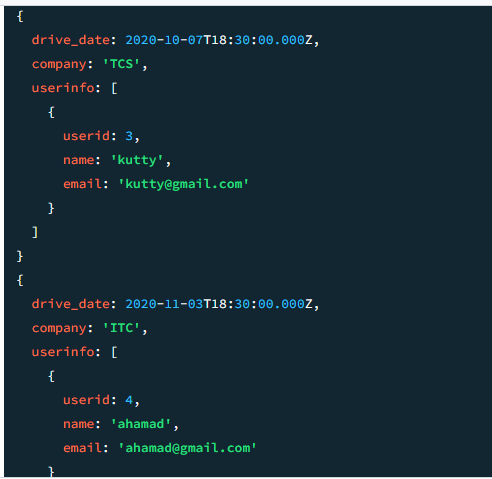 {
drive_date: 2020-10-07T18:30:00.000Z,
company: 'TCS',
userinfo: [
{
userid: 3,
name: 'kutty',
email: 'kutty@gmail.com'
}
]
}
{
drive_date: 2020-11-03T18:30:00.000Z,
company: 'ITC',
userinfo: [
{
userid: 4,
name: 'ahamad',
email: 'ahamad@gmail.com'
}